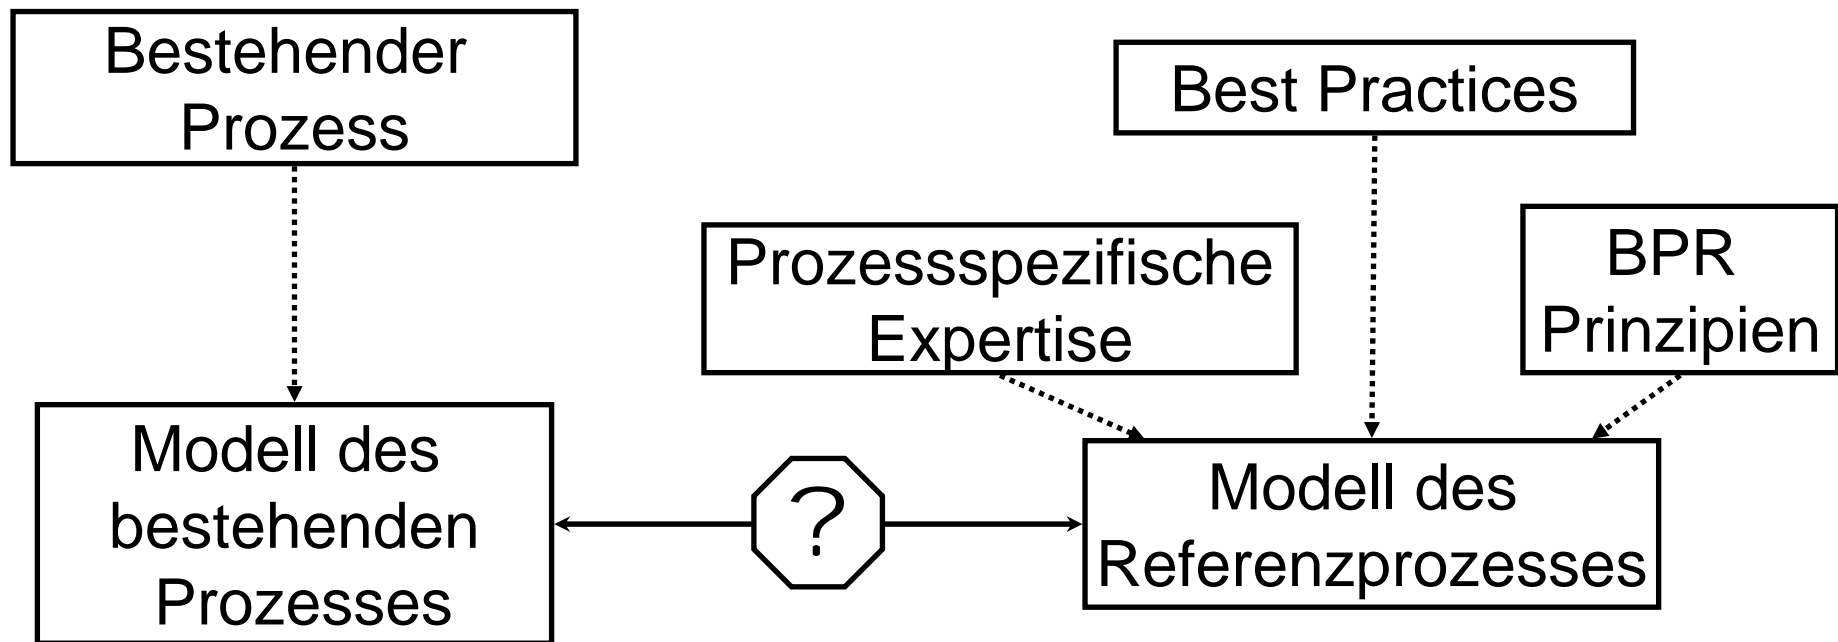 Bestehender
Prozess
Best Practices
Prozessspezifische
Expertise
BPR
Prinzipien
Modell des
bestehenden
Prozesses
?
Modell des
Referenzprozesses